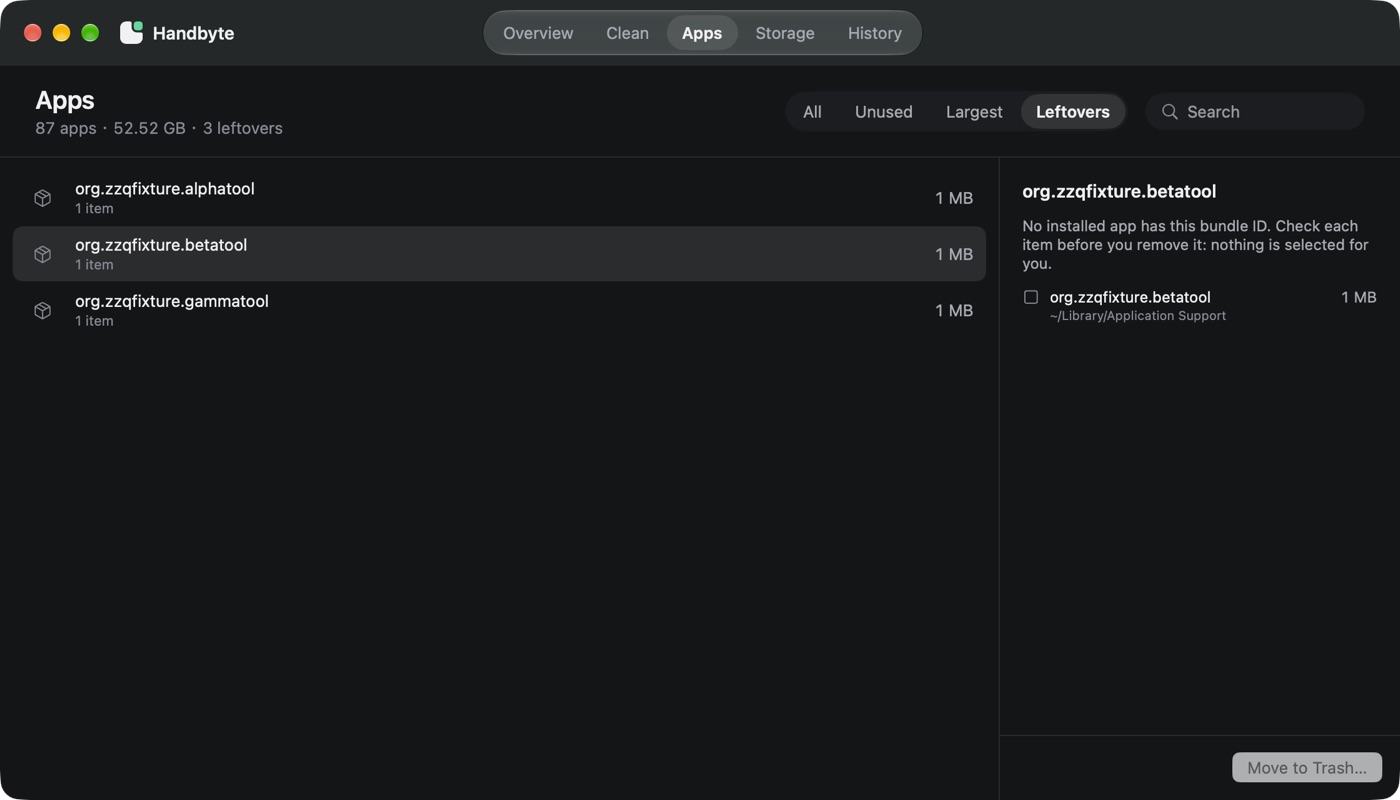 Handbyte
Overview Clean Apps Storage History
Apps
87 apps · 52.52 GB · 3 leftovers
All Unused Largest Leftovers Search
org.zzqfixture.alphatool
1 item
1 MB
org.zzqfixture.betatool
1 item
1 MB
org.zzqfixture.gammatool
1 item
1 MB
org.zzqfixture.betatool
No installed app has this bundle ID. Check each
item before you remove it: nothing is selected for
you.
org.zzqfixture.betatool 1 MB
~/Library/Application Support
Move to Trash...